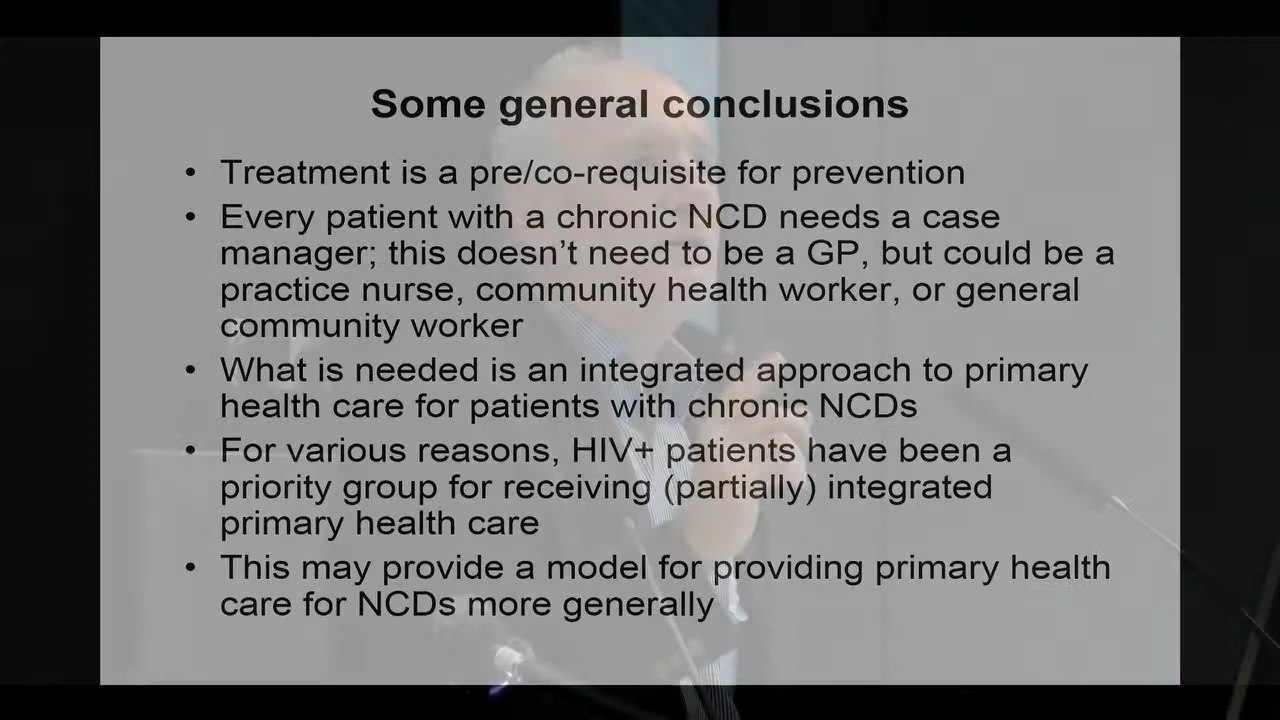 Some general conclusions
• Treatment is a pre/co-requisite for prevention
• Every patient with a chronic NCD needs a case
manager; this doesn’t need to be a GP, but could be a
practice nurse, community health worker, or general
community worker
• What is needed is an integrated approach to primary
health care for patients with chronic NCDs
• For various reasons, HIV+ patients have been a
priority group for receiving (partially) integrated
primary health care
• This may provide a model for providing primary health
care for NCDs more generally